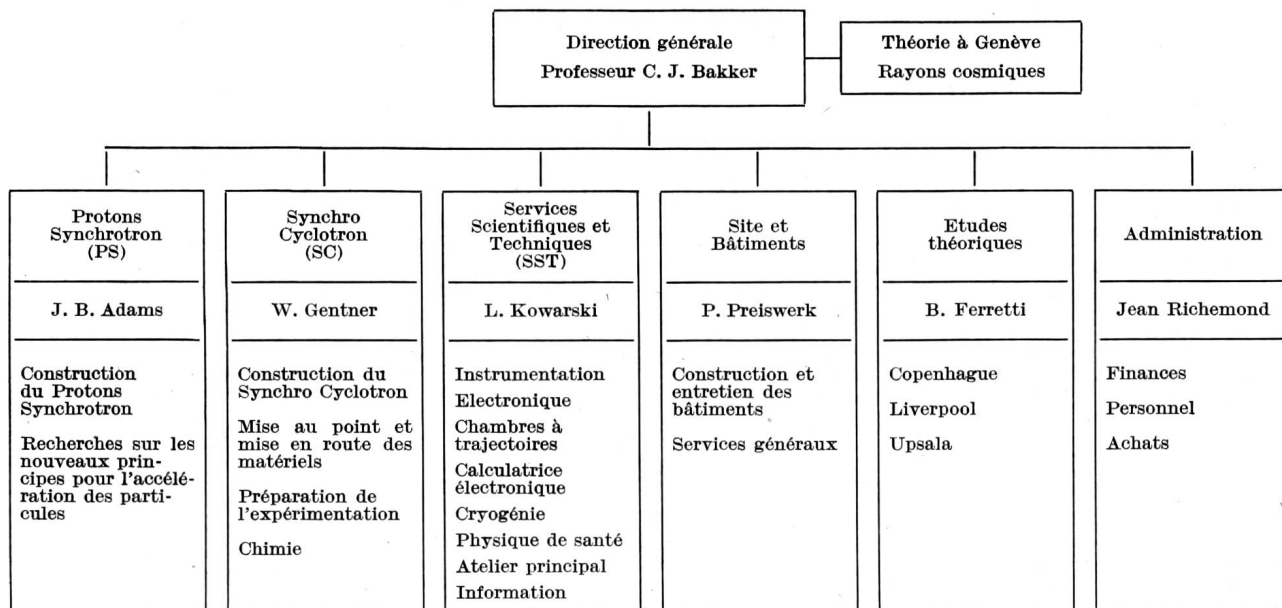 Direction générale
Professeur C. J. Bakker
Théorie à Genève
Rayons cosmiques
Protons
Synchrotron
(PS)
J. B. Adams
Construction
du Protons
Synchrotron
Recherches sur les
nouveaux prin-
cipes pour l'accélé-
ration des parti-
cules
Synchro
Cyclotron
(SC)
W. Gentner
Construction du
Synchro Cyclotron
Mise au point et
mise en route des
matériels
Préparation de
l'expérimentation
Chimie
Services
Scientifiques et
Techniques
(SST)
L. Kowarski
Instrumentation
Electronique
Chambres à
trajectoires
Calculatrice
électronique
Cryogénie
Physique de santé
Atelier principal
Information
Site et
Bâtiments
P. Preiswerk
Construction et
entretien des
bâtiments
Services généraux
Etudes
théoriques
B. Ferretti
Copenhague
Liverpool
Upsala
Administration
Jean Richemond
Finances
Personnel
Achats